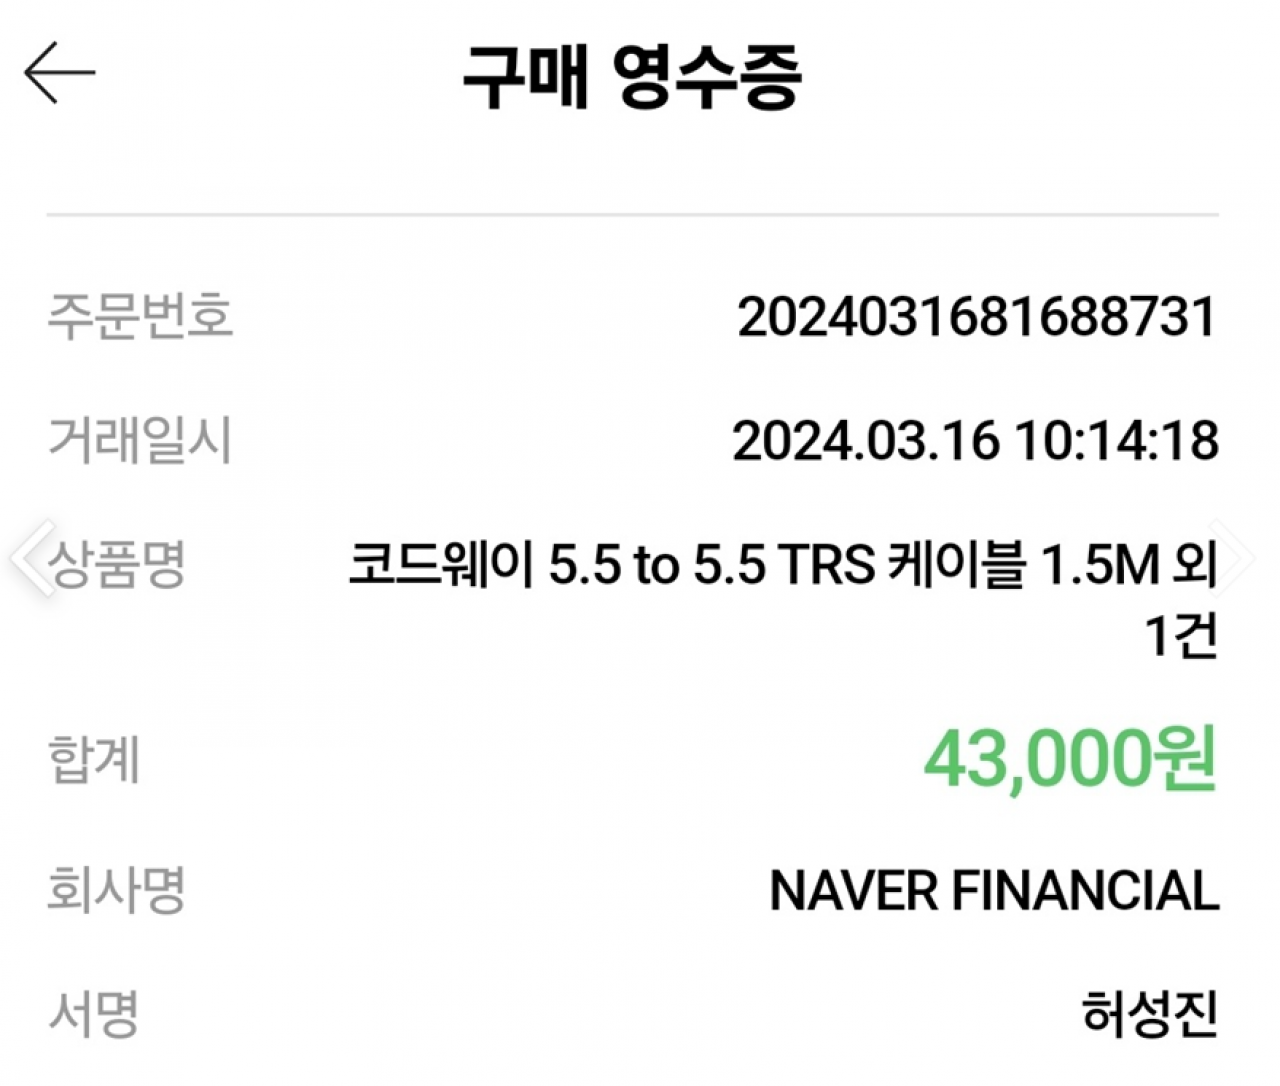 구매 영수증
주문번호 2024031681688731
거래일시 2024.03.16 10:14:18
상품명 코드웨이 5.5 to 5.5 TRS 케이블 1.5M 외
1건
합계 43,000원
회사명 NAVER FINANCIAL
서명 허성진